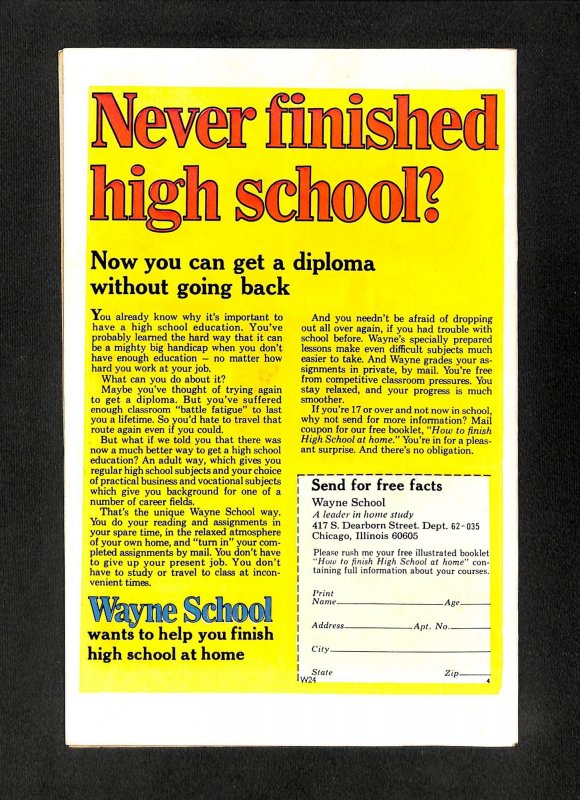 Never finished
high school?
Now you can get a diploma
without going back
You already know why it's important to
have a high school education. You've
probably learned the hard way that it can
be a mighty big handicap when you don't
have enough education – no matter how
hard you work at your job.
What can you do about it?
Maybe you've thought of trying again
to get a diploma. But you've suffered
enough classroom "battle fatigue" to last
you a lifetime. So you'd hate to travel that
route again even if you could.
But what if we told you that there was
now a much better way to get a high school
education? An adult way, which gives you
regular high school subjects and your choice
of practical business and vocational subjects
which give you background for one of a
number of career fields.
That's the unique Wayne School way.
You do your reading and assignments in
your spare time, in the relaxed atmosphere
of your own home, and "turn in" your com-
pleted assignments by mail. You don't have
to give up your present job. You don't
have to study or travel to class at incon-
venient times.
Wayne School
wants to help you finish
high school at home
And you needn't be afraid of dropping
out all over again, if you had trouble with
school before. Wayne's specially prepared
lessons make even difficult subjects much
easier to take. And Wayne grades your as-
signments in private, by mail. You're free
from competitive classroom pressures. You
stay relaxed, and your progress is much
smoother.
If you're 17 or over and not now in school,
why not send for more information? Mail
coupon for our free booklet, "How to finish
High School at home." You're in for a pleas-
ant surprise. And there's no obligation.
Send for free facts
Wayne School
A leader in home study
417 S. Dearborn Street. Dept. 62-035
Chicago, Illinois 60605
Please rush me your free illustrated booklet
"How to finish High School at home" con-
taining full information about your courses.
Print
Name Age
Address Apt. No.
City
State Zip
W24 4